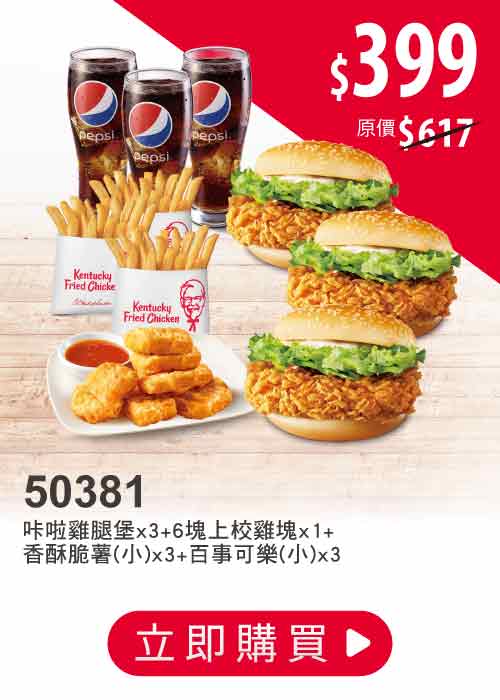 $399
原價$617
pepsi
pepsi
pepsi
Kentucky
Fried Chicke
Kentucky
Fried Chicken
50381
咔啦雞腿堡x3+6塊上校雞塊x1+
香酥脆薯(小)x3+百事可樂(小)x3
立即購買